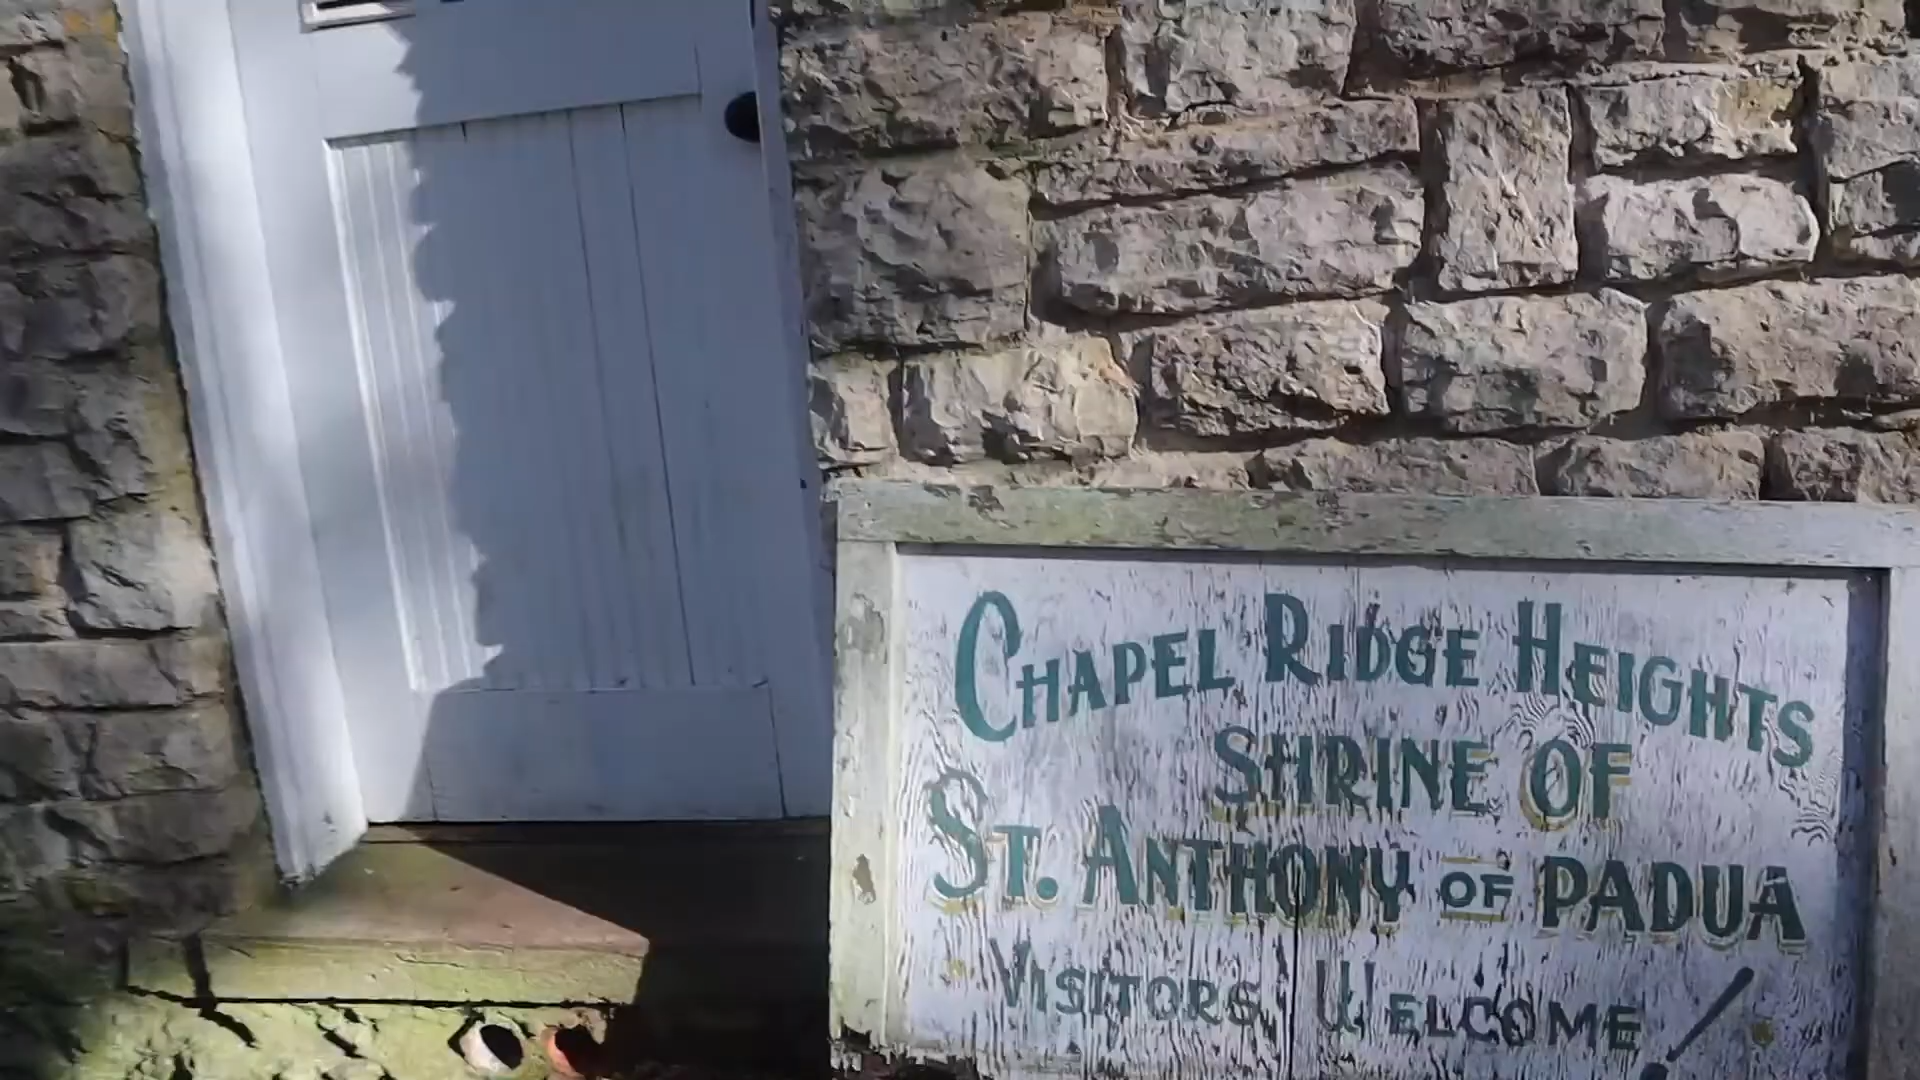 CHAPEL RIDGE HEIGHTS
SHRINE OF
ST. ANTHONY OF PADUA
VISITORS WELCOME!